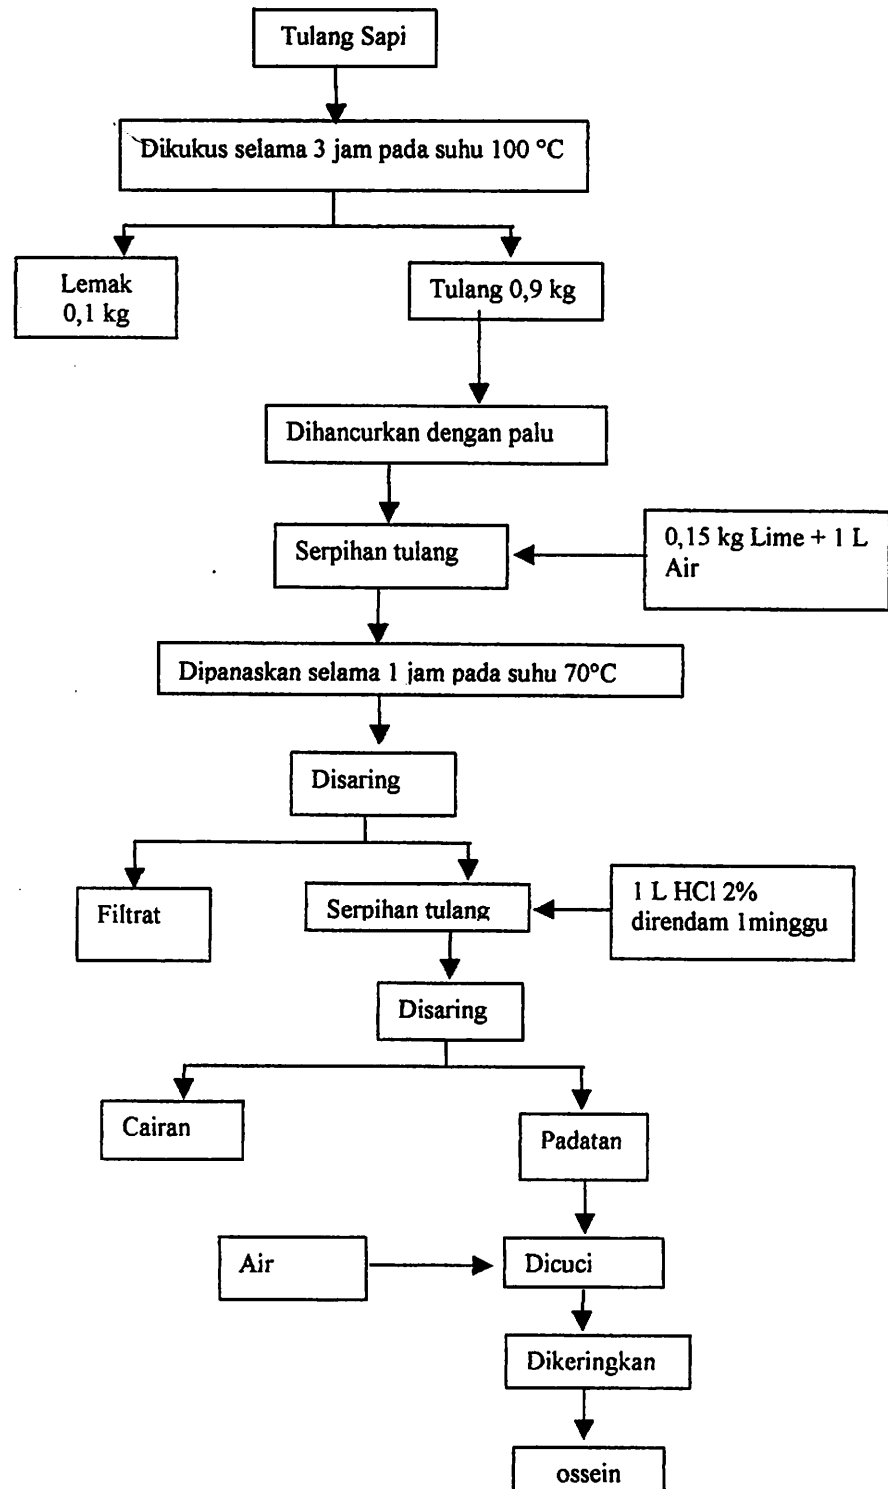 Tulang Sapi
Dikukus selama 3 jam pada suhu 100 °C
Lemak
0,1 kg
Tulang 0,9 kg
Dihancurkan dengan palu
Serpihan tulang
0,15 kg Lime + 1 L
Air
Dipanaskan selama 1 jam pada suhu 70°C
Disaring
Filtrat
Serpihan tulang
1 L HCl 2%
direndam 1minggu
Disaring
Cairan
Padatan
Air
Dicuci
Dikeringkan
ossein